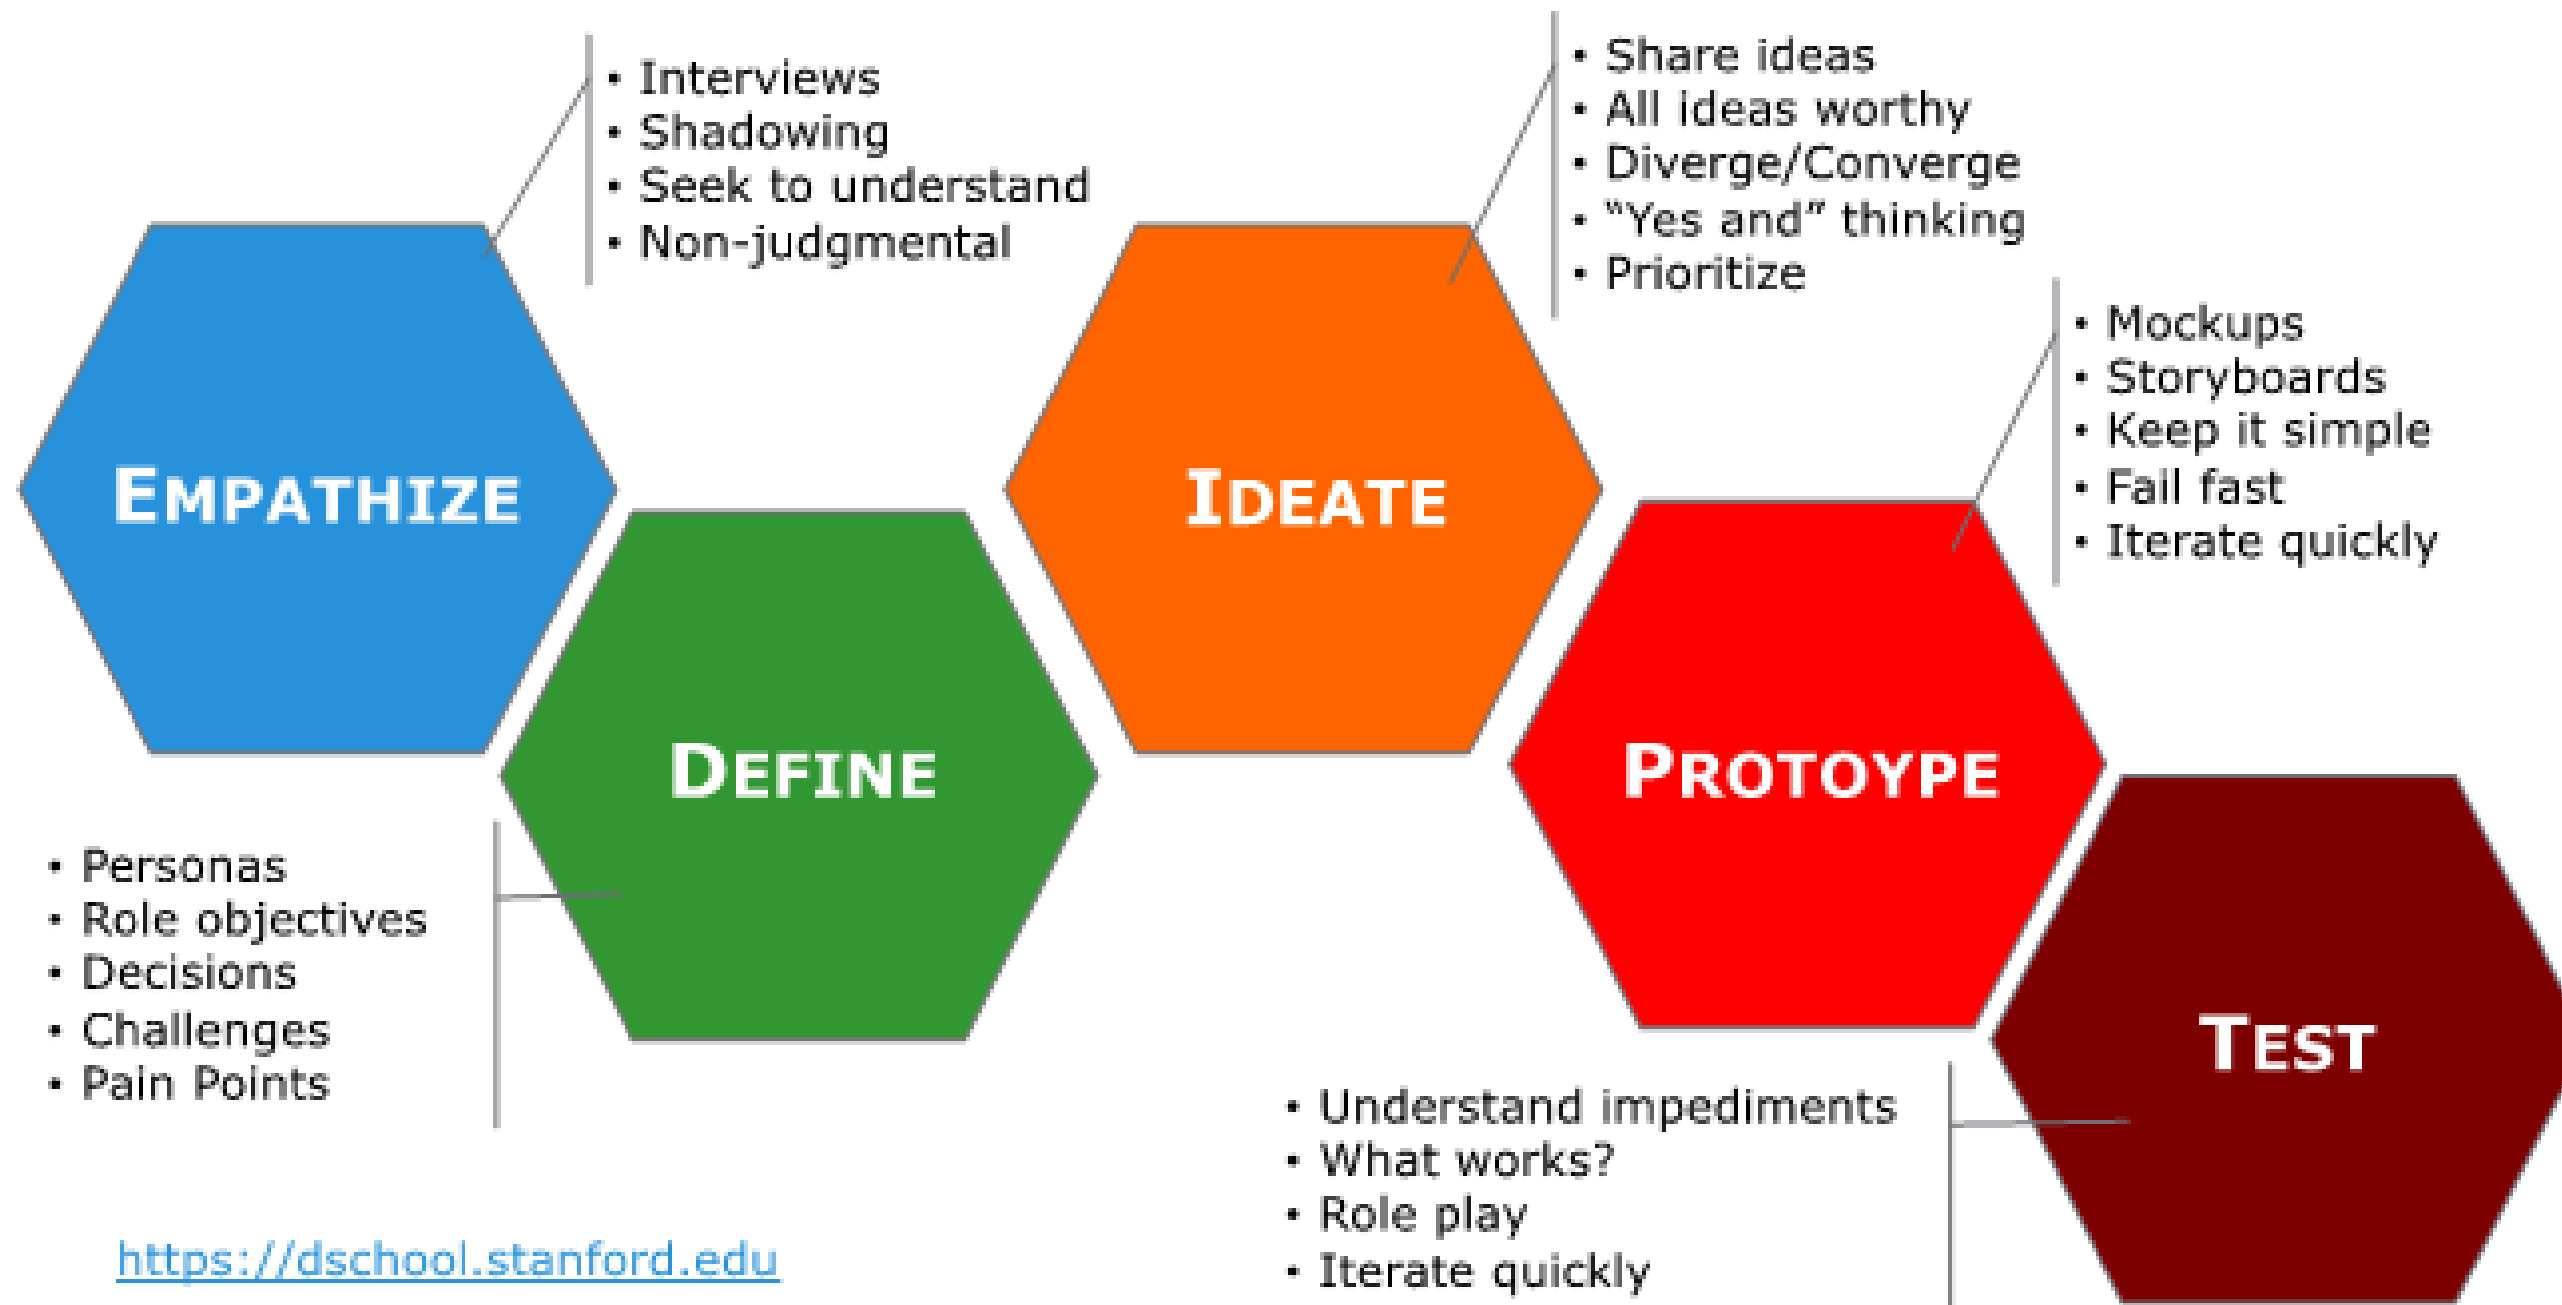 EMPATHIZE
• Interviews
• Shadowing
• Seek to understand
• Non-judgmental
DEFINE
• Personas
• Role objectives
• Decisions
• Challenges
• Pain Points
IDEATE
• Share ideas
• All ideas worthy
• Diverge/Converge
• “Yes and” thinking
• Prioritize
PROTOYPE
• Mockups
• Storyboards
• Keep it simple
• Fail fast
• Iterate quickly
TEST
• Understand impediments
• What works?
• Role play
• Iterate quickly
https://dschool.stanford.edu